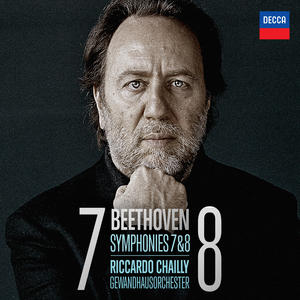 DECCA
7 8
BEETHOVEN
SYMPHONIES 7&8
RICCARDO CHAILLY
GEWANDHAUSORCHESTER